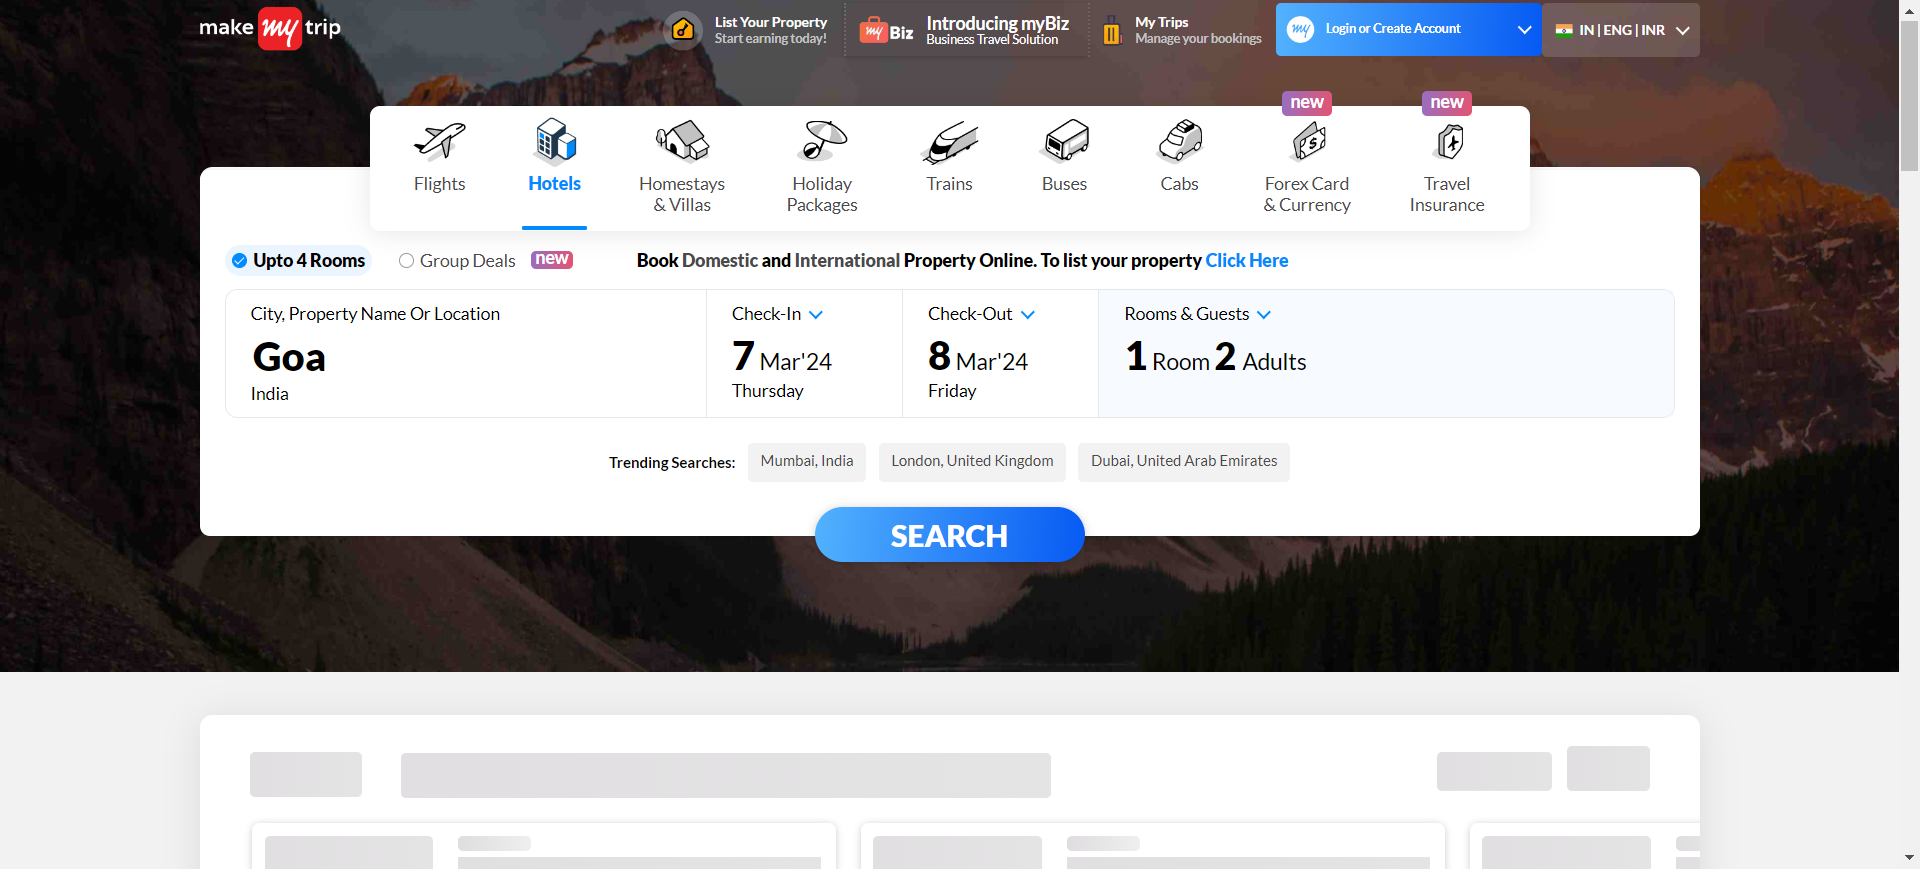 make my trip
List Your Property
Start earning today!
my Biz
Introducing myBiz
Business Travel Solution
My Trips
Manage your bookings
my
Login or Create Account
IN | ENG | INR
new
new
Flights
Hotels
Homestays
& Villas
Holiday
Packages
Trains
Buses
Cabs
Forex Card
& Currency
Travel
Insurance
Upto 4 Rooms
Group Deals
new
Book Domestic and International Property Online. To list your property Click Here
City, Property Name Or Location
Goa
India
Check-In
7 Mar'24
Thursday
Check-Out
8 Mar'24
Friday
Rooms & Guests
1 Room 2 Adults
Trending Searches:
Mumbai, India
London, United Kingdom
Dubai, United Arab Emirates
SEARCH